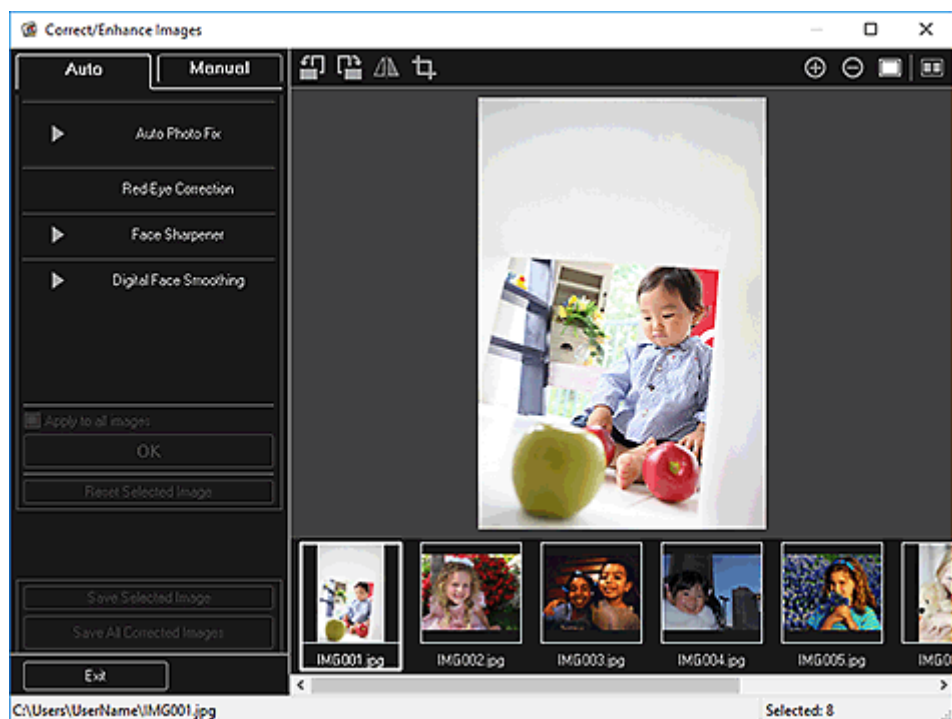 Correct/Enhance Images
Auto
Manual
Auto Photo Fix
Red-Eye Correction
Face Sharpener
Digital Face Smoothing
Apply to all images
OK
Reset Selected Image
Save Selected Image
Save All Corrected Images
Exit
IMG001.jpg
IMG002.jpg
IMG003.jpg
IMG004.jpg
IMG005.jpg
IMG0
C:\Users\UserName\IMG001.jpg
Selected: 8